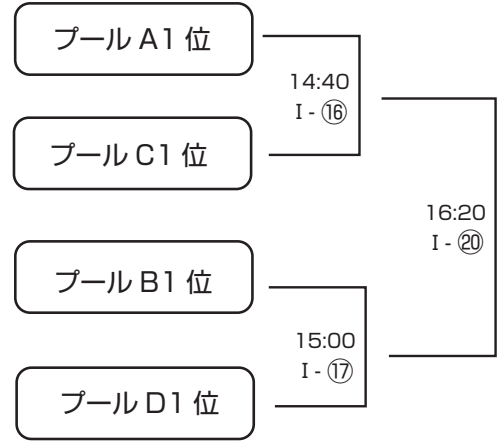 プール A1 位
14:40
I - ⑯
プール C1 位
16:20
I - ⑳
プール B1 位
15:00
I - ⑰
プール D1 位